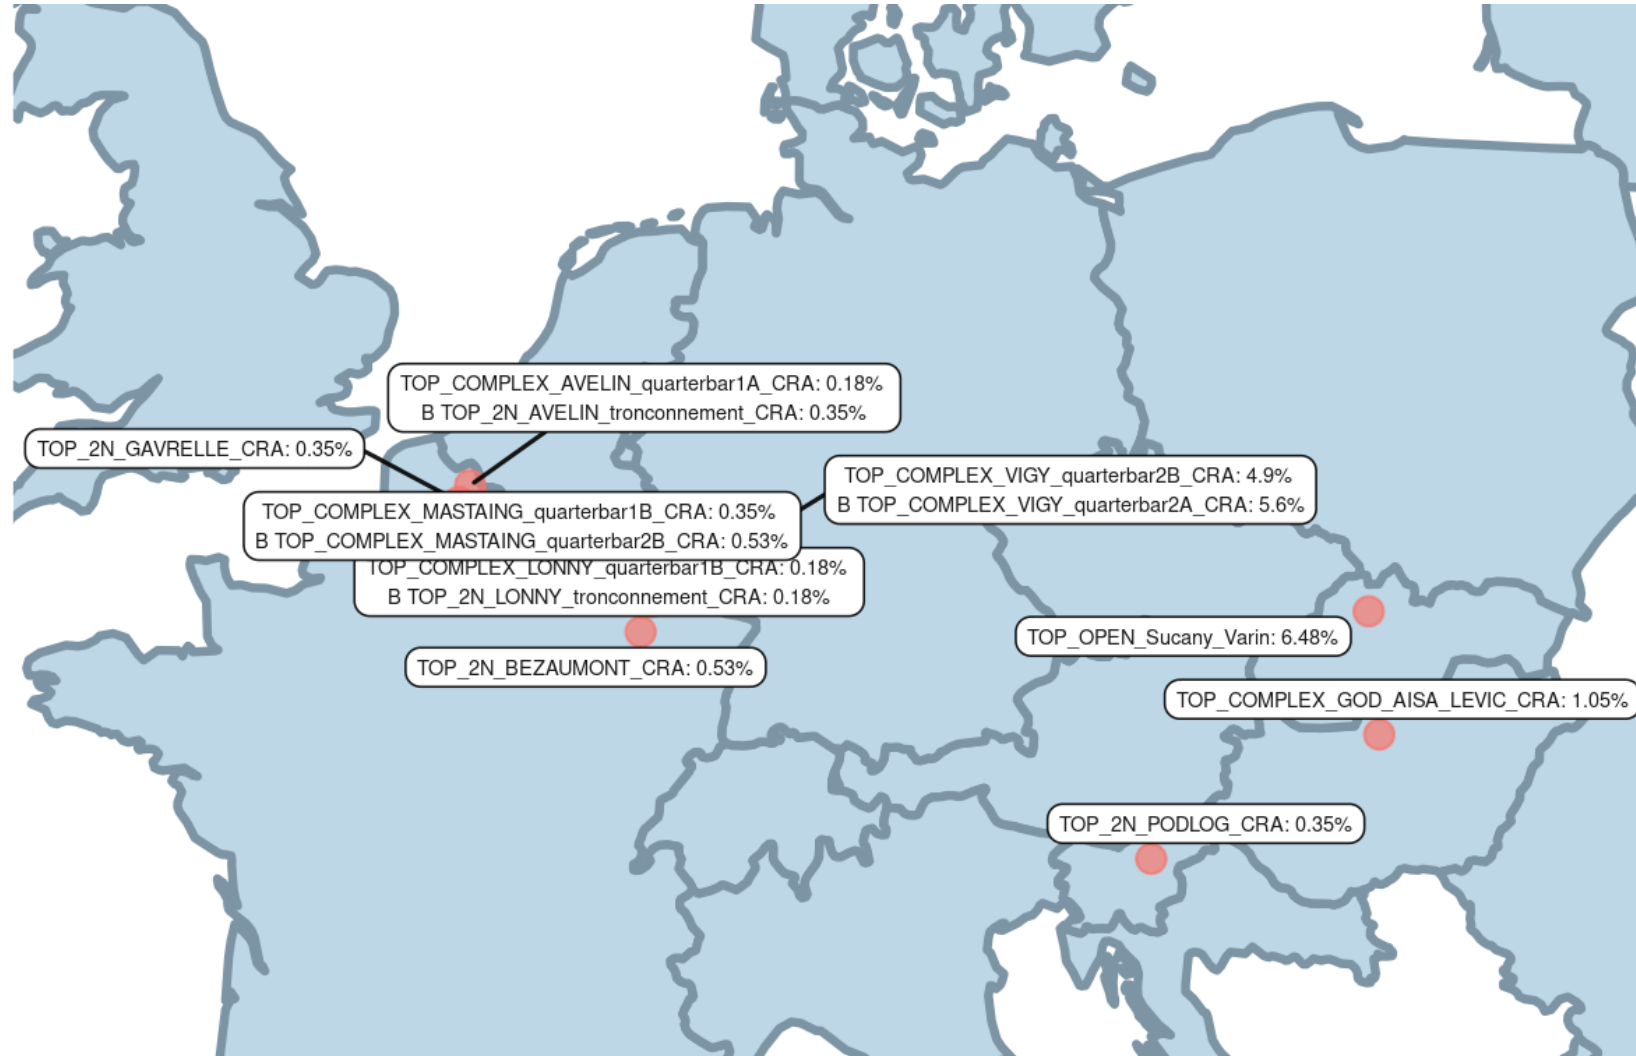 TOP_COMPLEX_AVELIN_quarterbar1A_CRA: 0.18%
B TOP_2N_AVELIN_tronconnement_CRA: 0.35%
TOP_2N_GAVRELLE_CRA: 0.35%
TOP_COMPLEX_VIGY_quarterbar2B_CRA: 4.9%
B TOP_COMPLEX_VIGY_quarterbar2A_CRA: 5.6%
TOP_COMPLEX_MASTAING_quarterbar1B_CRA: 0.35%
B TOP_COMPLEX_MASTAING_quarterbar2B_CRA: 0.53%
TOP_COMPLEX_LONNY_quarterbar1B_CRA: 0.18%
B TOP_2N_LONNY_tronconnement_CRA: 0.18%
TOP_OPEN_Sucany_Varin: 6.48%
TOP_2N_BEZAUMONT_CRA: 0.53%
TOP_COMPLEX_GOD_AISA_LEVIC_CRA: 1.05%
TOP_2N_PODLOG_CRA: 0.35%